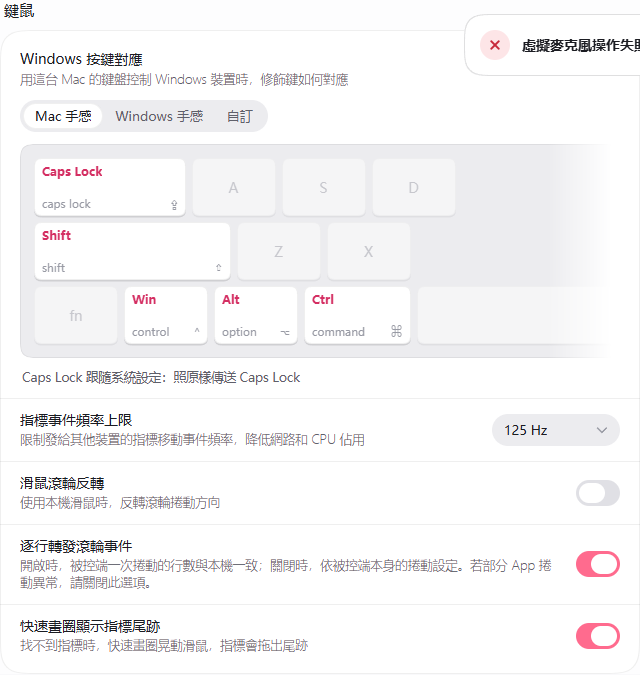 鍵鼠
Windows 按鍵對應
用這台 Mac 的鍵盤控制 Windows 裝置時，修飾鍵如何對應
虛擬麥克風操作失敗
Mac 手感 Windows 手感 自訂
Caps Lock
caps lock ⇪
A
S
D
Shift
shift ⇧
Z
X
fn
Win
control ^
Alt
option ⌥
Ctrl
command ⌘
Caps Lock 跟隨系統設定：照原樣傳送 Caps Lock
指標事件頻率上限
限制發給其他裝置的指標移動事件頻率，降低網路和 CPU 佔用
125 Hz
滑鼠滾輪反轉
使用本機滑鼠時，反轉滾輪捲動方向
逐行轉發滾輪事件
開啟時，被控端一次捲動的行數與本機一致；關閉時，依被控端本身的捲動設定。若部分 App 捲
動異常，請關閉此選項。
快速畫圈顯示指標尾跡
找不到指標時，快速畫圈晃動滑鼠，指標會拖出尾跡